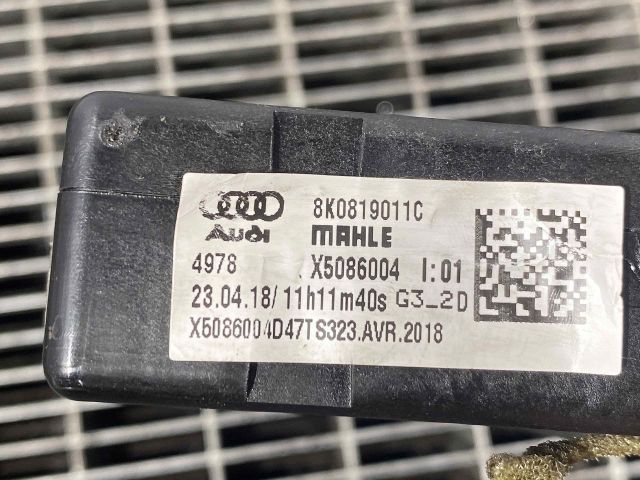 8K0819011C
Audi MAHLE
4978 X5086004 I:01
23.04.18/11h11m40s G3_2D
X5086004D47TS323.AVR.2018